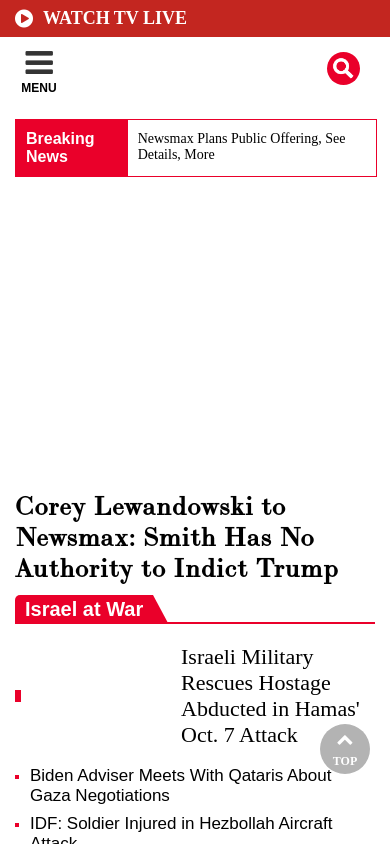 WATCH TV LIVE
MENU
Breaking
News
Newsmax Plans Public Offering, See
Details, More
Corey Lewandowski to
Newsmax: Smith Has No
Authority to Indict Trump
Israel at War
Israeli Military
Rescues Hostage
Abducted in Hamas'
Oct. 7 Attack
TOP
Biden Adviser Meets With Qataris About
Gaza Negotiations
IDF: Soldier Injured in Hezbollah Aircraft
Attack